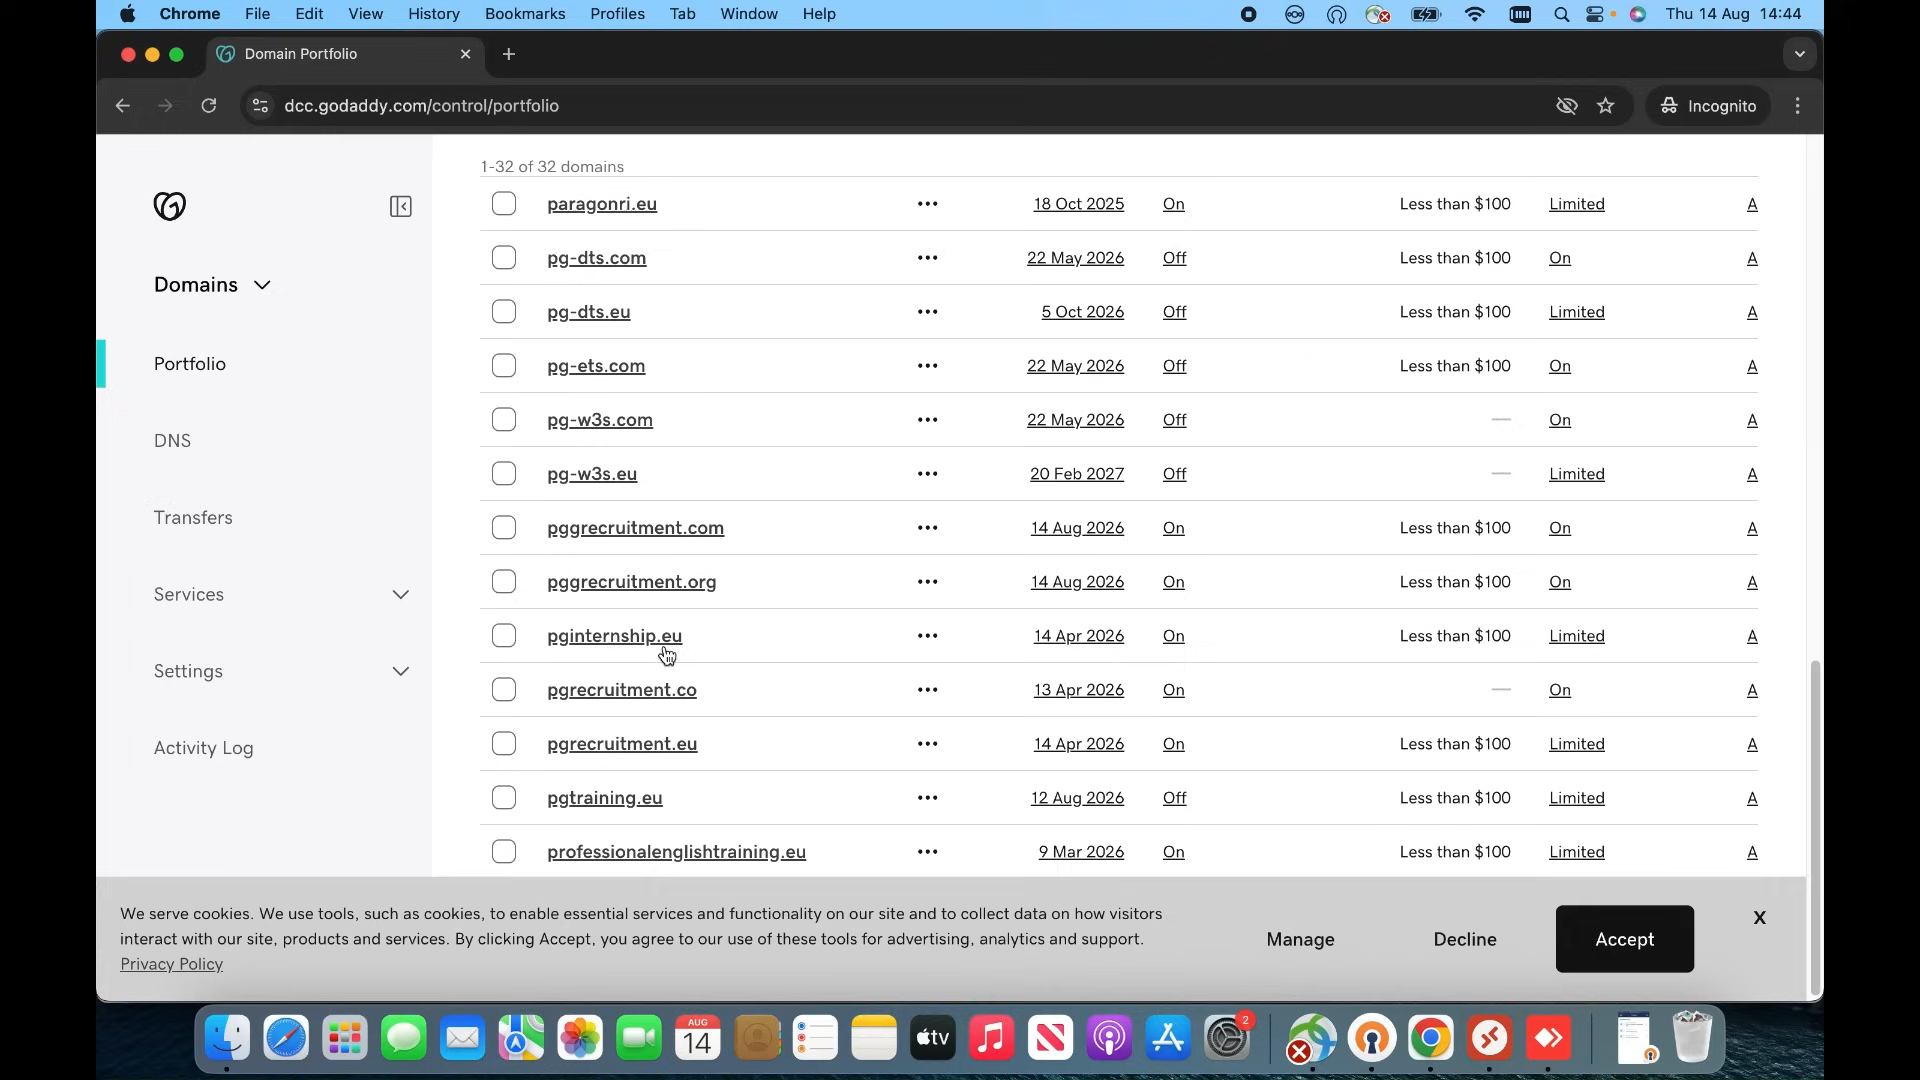 Chrome File Edit View History Bookmarks Profiles Tab Window Help Thu 14 Aug 14:44
Domain Portfolio
dcc.godaddy.com/control/portfolio Incognito
1-32 of 32 domains
paragonri.eu ••• 18 Oct 2025 On Less than $100 Limited A
pg-dts.com ••• 22 May 2026 Off Less than $100 On A
Domains
pg-dts.eu ••• 5 Oct 2026 Off Less than $100 Limited A
Portfolio
pg-ets.com ••• 22 May 2026 Off Less than $100 On A
pg-w3s.com ••• 22 May 2026 Off — On A
DNS
pg-w3s.eu ••• 20 Feb 2027 Off — Limited A
Transfers
pggrecruitment.com ••• 14 Aug 2026 On Less than $100 On A
pggrecruitment.org ••• 14 Aug 2026 On Less than $100 On A
Services
pginternship.eu ••• 14 Apr 2026 On Less than $100 Limited A
Settings
pgrecruitment.co ••• 13 Apr 2026 On — On A
pgrecruitment.eu ••• 14 Apr 2026 On Less than $100 Limited A
Activity Log
pgtraining.eu ••• 12 Aug 2026 Off Less than $100 Limited A
professionalenglishtraining.eu ••• 9 Mar 2026 On Less than $100 Limited A
We serve cookies. We use tools, such as cookies, to enable essential services and functionality on our site and to collect data on how visitors
interact with our site, products and services. By clicking Accept, you agree to our use of these tools for advertising, analytics and support.
Privacy Policy
Manage Decline Accept X
AUG
14
tv
2